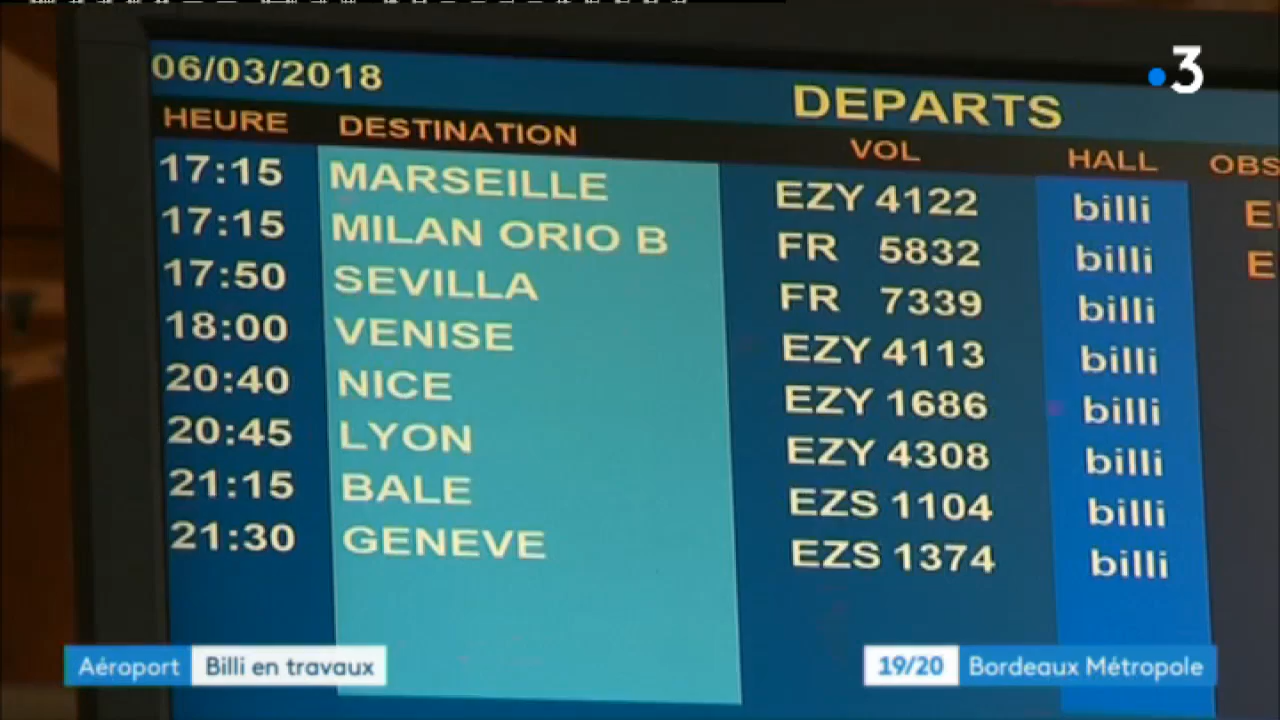 06/03/2018 DEPARTS
3
HEURE DESTINATION VOL HALL OBS
17:15 MARSEILLE EZY 4122 billi E
17:15 MILAN ORIO B FR 5832 billi E
17:50 SEVILLA FR 7339 billi
18:00 VENISE EZY 4113 billi
20:40 NICE EZY 1686 billi
20:45 LYON EZY 4308 billi
21:15 BALE EZS 1104 billi
21:30 GENEVE EZS 1374 billi
Aéroport Billi en travaux
19/20 Bordeaux Métropole